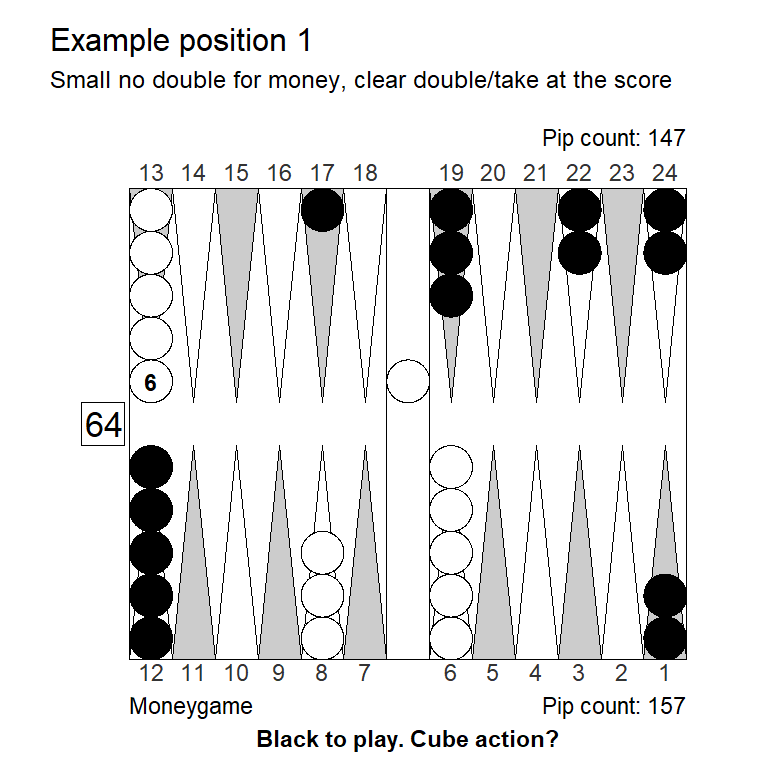 Example position 1
Small no double for money, clear double/take at the score
Pip count: 147
13 14 15 16 17 18 19 20 21 22 23 24
6
64
12 11 10 9 8 7 6 5 4 3 2 1
Moneygame Pip count: 157
Black to play. Cube action?